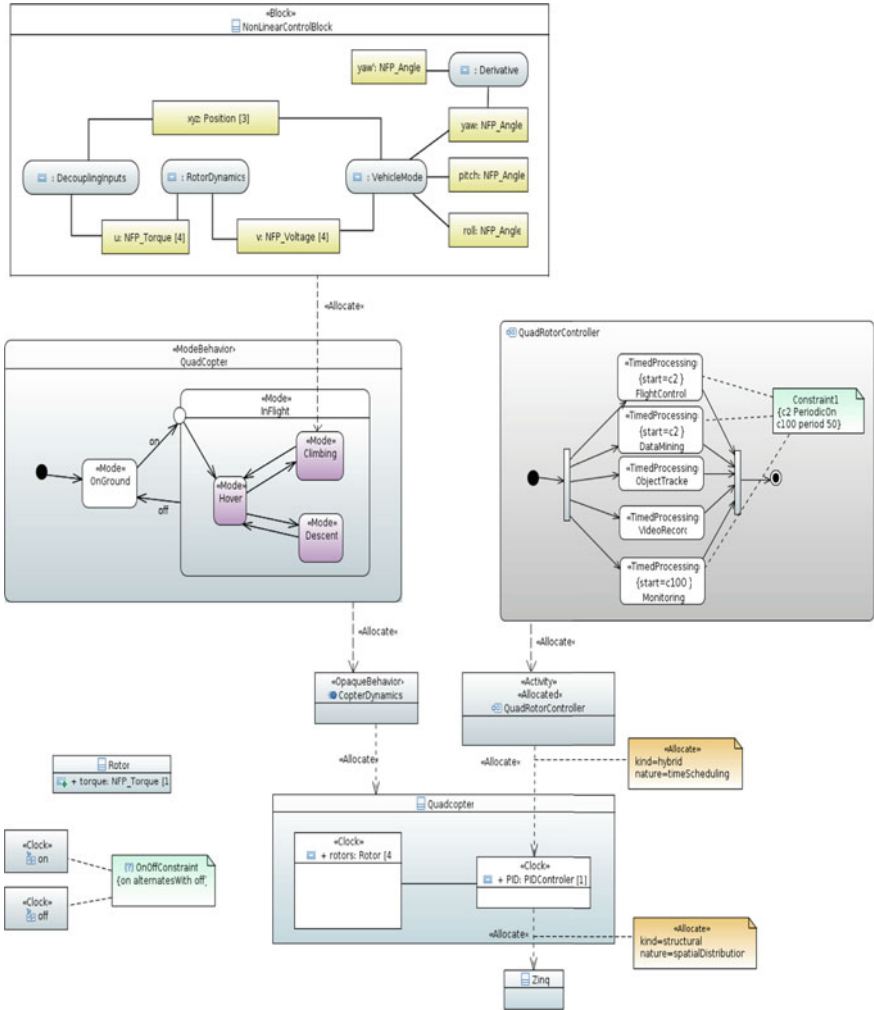 «Block»
NonLinearControlBlock
yaw': NFP_Angle
: Derivative
xyz: Position [3]
yaw: NFP_Angle
: DecouplingInputs
: RotorDynamics
: VehicleMode
pitch: NFP_Angle
u: NFP_Torque [4]
v: NFP_Voltage [4]
roll: NFP_Angle
«Allocate»
«ModeBehavior»
QuadCopter
«Mode»
InFlight
on
«Mode»
Climbing
«Mode»
OnGround
«Mode»
Hover
off
«Mode»
Descent
QuadRotorController
«TimedProcessing:
{start=c2 }
FlightControl
Constraint1
{c2 PeriodicOn
c100 period 50}
«TimedProcessing:
{start=c2 }
DataMining
«TimedProcessing:
ObjectTracke
«TimedProcessing:
VideoRecord
«TimedProcessing:
{start=c100 }
Monitoring
«Allocate»
«Allocate»
«OpaqueBehavior»
CopterDynamics
«Activity»
«Allocated»
QuadRotorController
«Allocate»
«Allocate»
«Allocate»
kind=hybrid
nature=timeScheduling
Rotor
+ torque: NFP_Torque [1
Quadcopter
«Clock»
+ rotors: Rotor [4
«Clock»
+ PID: PIDControler [1]
«Clock»
on
OnOffConstraint
{on alternatesWith off
«Clock»
off
«Allocate»
«Allocate»
kind=structural
nature=spatialDistribution
Zinq